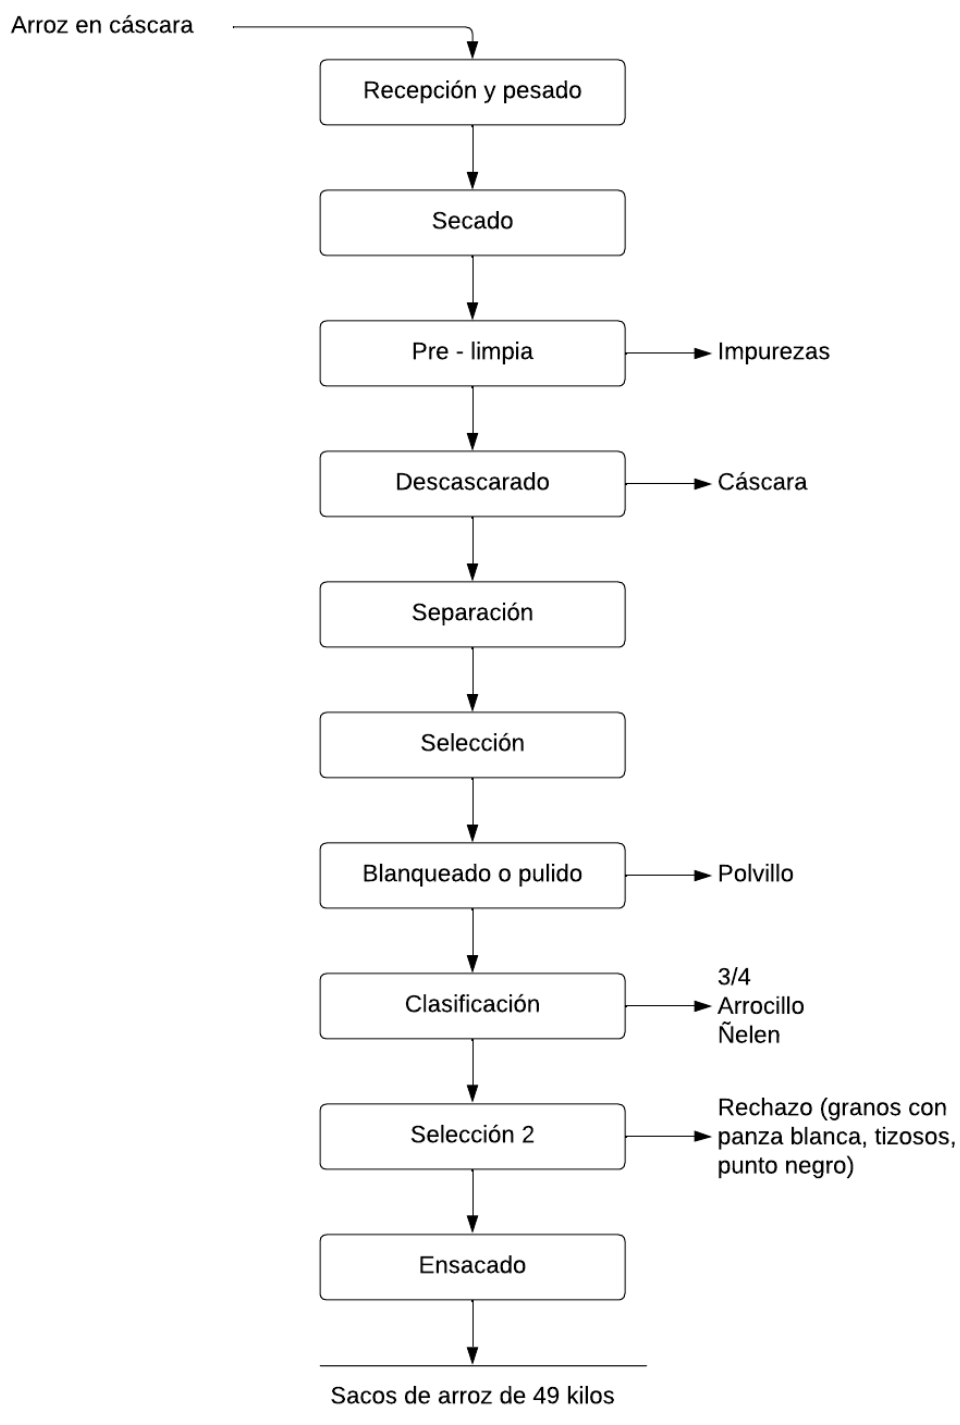 Arroz en cáscara
Recepción y pesado
Secado
Pre - limpia
Impurezas
Descascarado
Cáscara
Separación
Selección
Blanqueado o pulido
Polvillo
Clasificación
3/4
Arrocillo
Ñelen
Selección 2
Rechazo (granos con
panza blanca, tizosos,
punto negro)
Ensacado
Sacos de arroz de 49 kilos